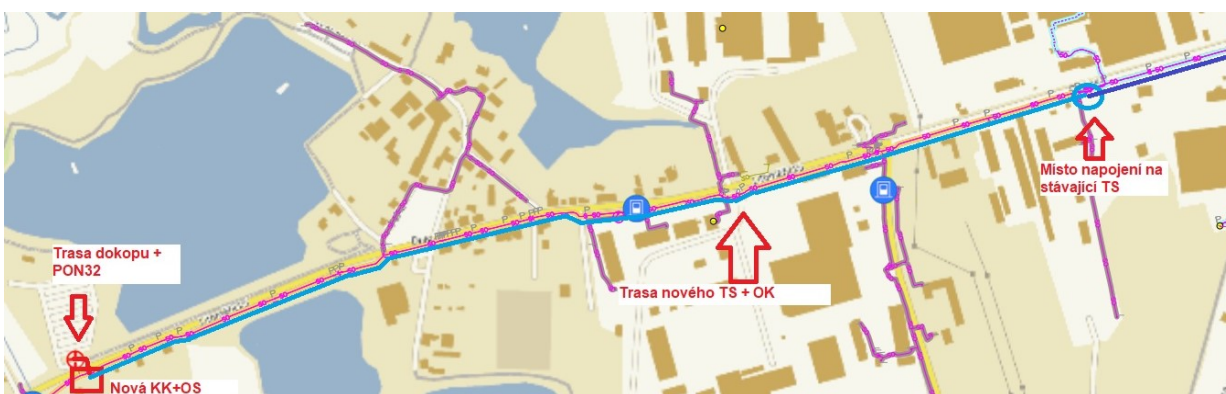 Místo napojení na
stávající TS
Trasa dokopu +
PON32
Trasa nového TS + OK
Nová KK+OS